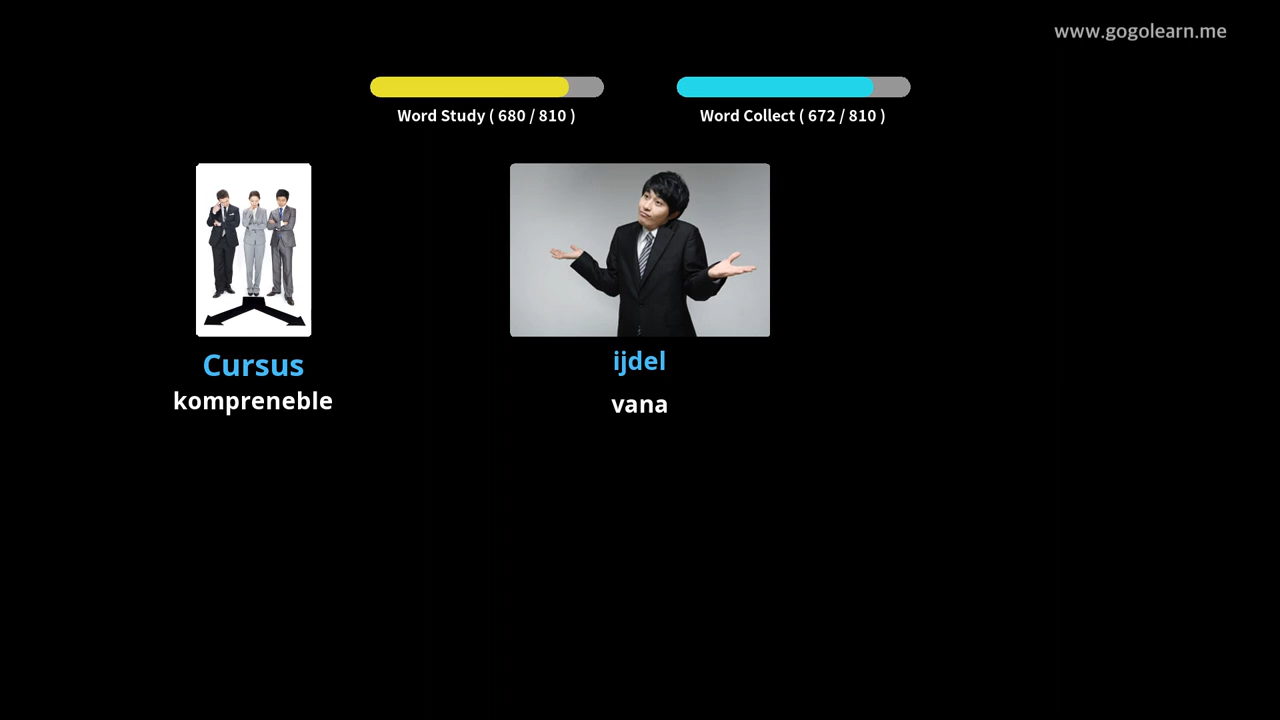 www.gogolearn.me
Word Study ( 680 / 810 )
Word Collect ( 672 / 810 )
Cursus
kompreneble
ijdel
vana